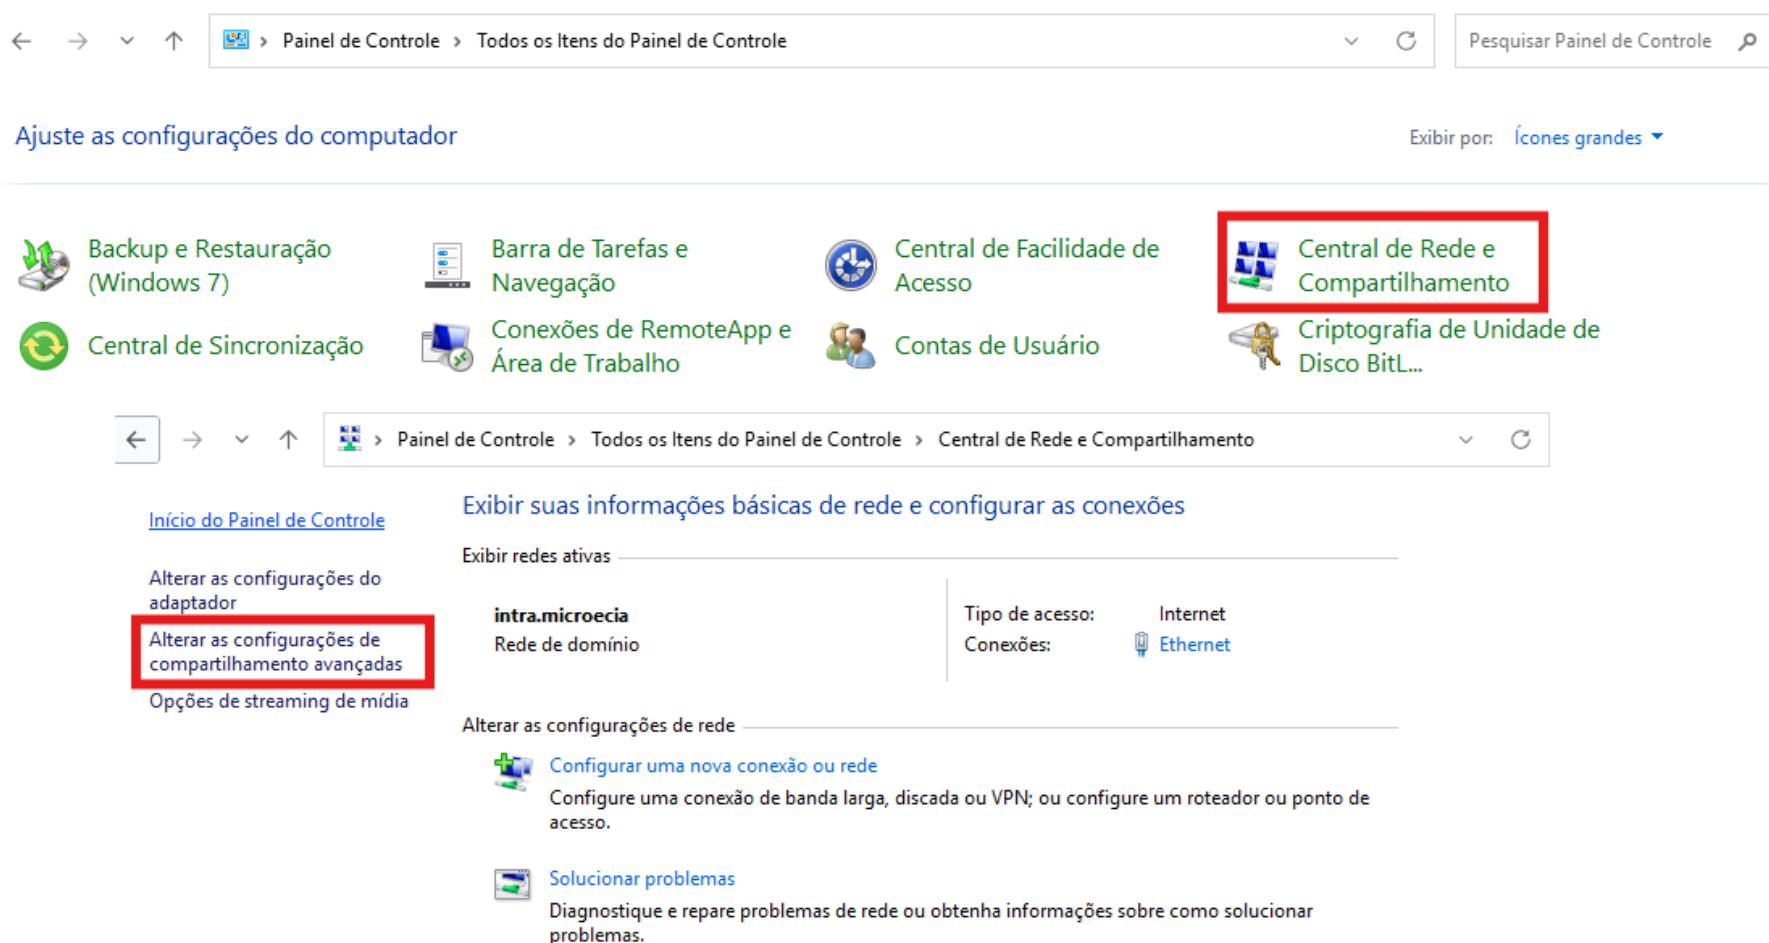 Painel de Controle > Todos os Itens do Painel de Controle
Pesquisar Painel de Controle
Ajuste as configurações do computador
Exibir por: Ícones grandes
Backup e Restauração
(Windows 7)
Barra de Tarefas e
Navegação
Central de Facilidade de
Acesso
Central de Rede e
Compartilhamento
Central de Sincronização
Conexões de RemoteApp e
Área de Trabalho
Contas de Usuário
Criptografia de Unidade de
Disco BitL...
Painel de Controle > Todos os Itens do Painel de Controle > Central de Rede e Compartilhamento
Início do Painel de Controle
Alterar as configurações do
adaptador
Alterar as configurações de
compartilhamento avançadas
Opções de streaming de mídia
Exibir suas informações básicas de rede e configurar as conexões
Exibir redes ativas
intra.microecia
Rede de domínio
Tipo de acesso: Internet
Conexões: Ethernet
Alterar as configurações de rede
Configurar uma nova conexão ou rede
Configure uma conexão de banda larga, discada ou VPN; ou configure um roteador ou ponto de
acesso.
Solucionar problemas
Diagnostique e repare problemas de rede ou obtenha informações sobre como solucionar
problemas.